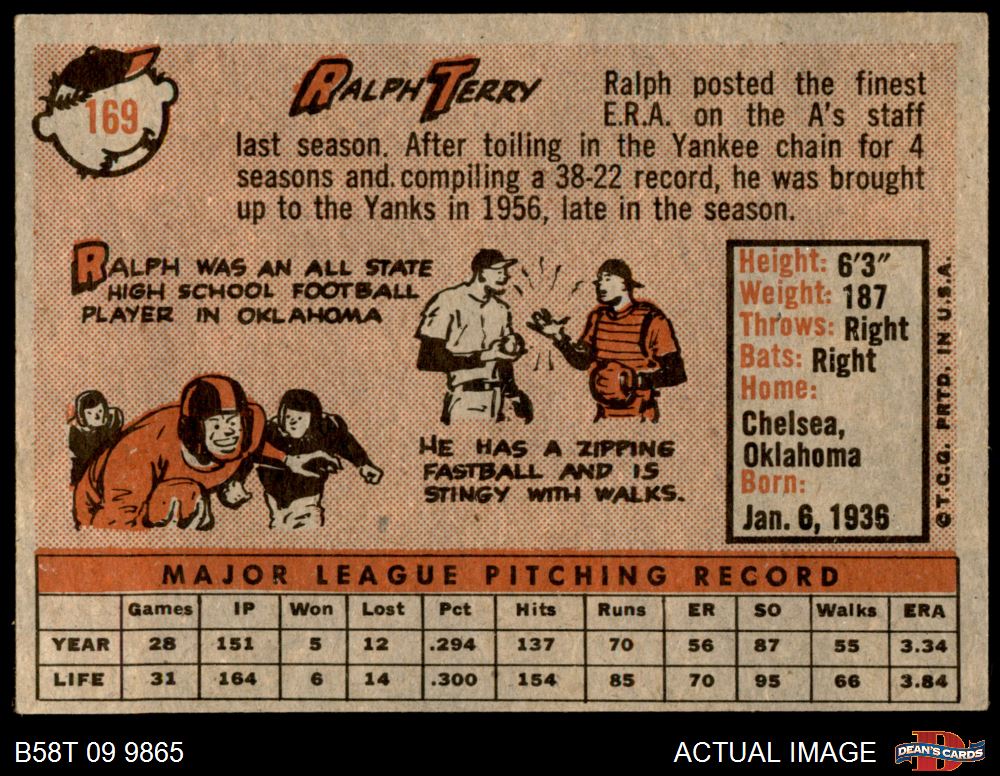 169
RALPH TERRY
Ralph posted the finest
E.R.A. on the A's staff
last season. After toiling in the Yankee chain for 4
seasons and compiling a 38-22 record, he was brought
up to the Yanks in 1956, late in the season.
RALPH WAS AN ALL STATE
HIGH SCHOOL FOOTBALL
PLAYER IN OKLAHOMA
HE HAS A ZIPPING
FASTBALL AND IS
STINGY WITH WALKS.
Height: 6'3"
Weight: 187
Throws: Right
Bats: Right
Home:
Chelsea,
Oklahoma
Born:
Jan. 6, 1936
© T.C.G. PRTD. IN U.S.A.
MAJOR LEAGUE PITCHING RECORD
Games IP Won Lost Pct Hits Runs ER SO Walks ERA
YEAR 28 151 5 12 .294 137 70 56 87 55 3.34
LIFE 31 164 6 14 .300 154 85 70 95 66 3.84
B58T 09 9865
ACTUAL IMAGE
D
DEAN'S CARDS